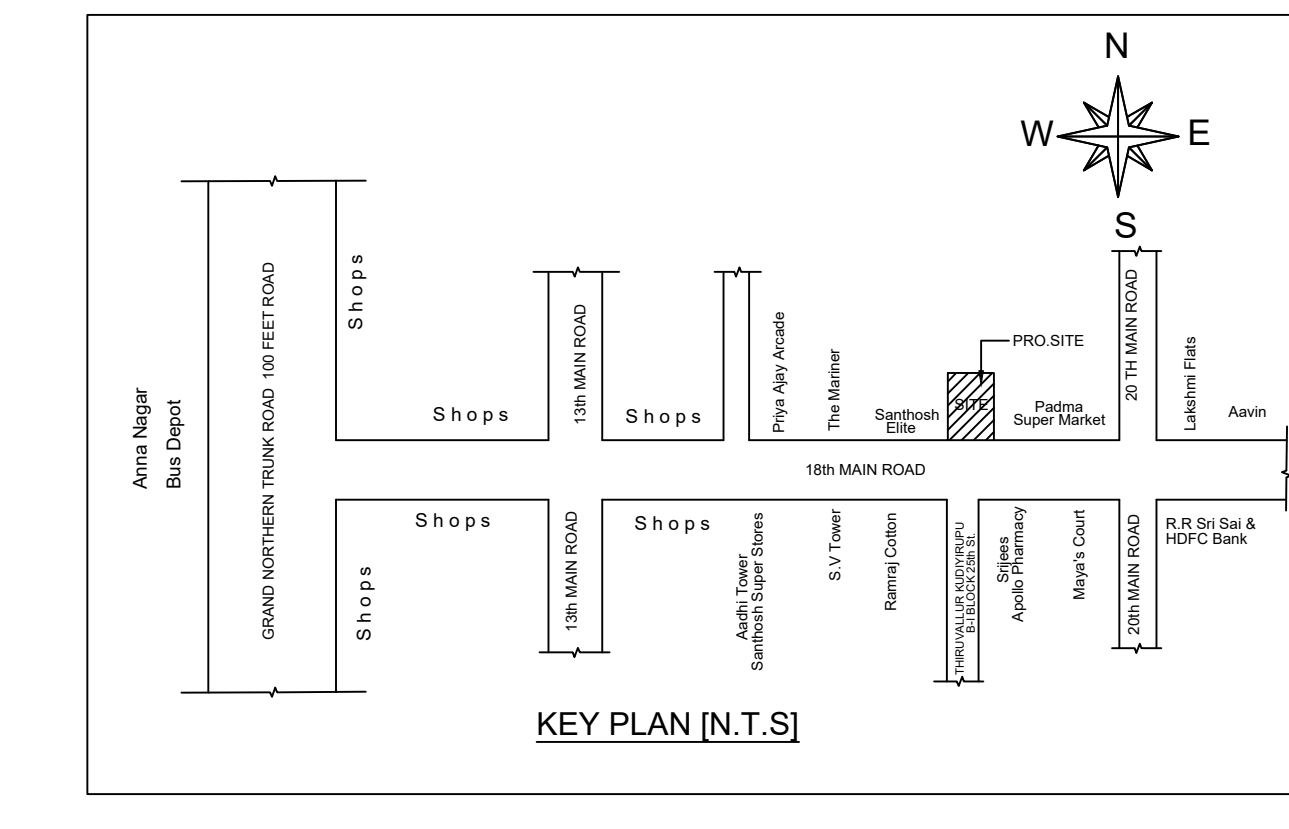 N
W
E
S
Anna Nagar
Bus Depot
GRAND NORTHERN TRUNK ROAD 100 FEET ROAD
Shops
Shops
13th MAIN ROAD
Shops
Priya Ajay Arcade
The Mariner
Santhosh
Elite
SITE
PRO.SITE
Padma
Super Market
20 TH MAIN ROAD
Lakshmi Flats
Aavin
18th MAIN ROAD
Shops
Shops
13th MAIN ROAD
Shops
Aadhi Tower
Santhosh Super Stores
S.V Tower
Ramraj Cotton
THIRUVALLUR KUDIYIRUPU
B-I BLOCK 25th St.
Srijees
Apollo Pharmacy
Maya's Court
20th MAIN ROAD
R.R Sri Sai &
HDFC Bank
KEY PLAN [N.T.S]